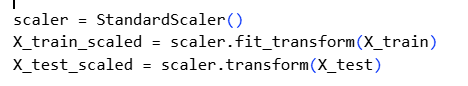 scaler = StandardScaler()
X_train_scaled = scaler.fit_transform(X_train)
X_test_scaled = scaler.transform(X_test)